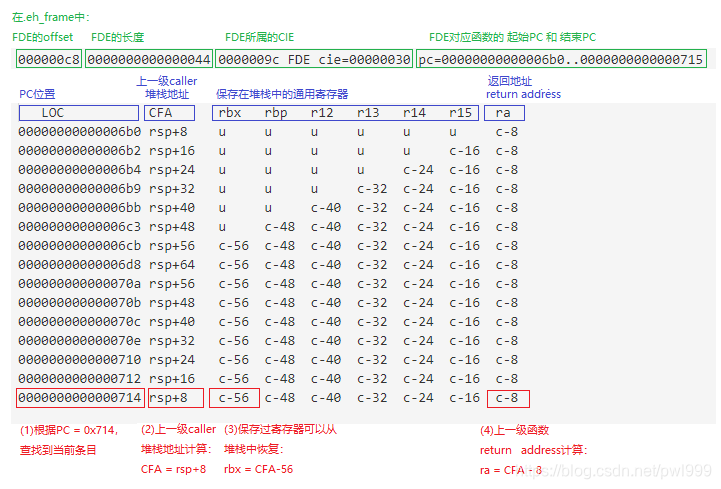 在.eh_frame中：
FDE的offset FDE的长度 FDE所属的CIE FDE对应函数的 起始PC 和 结束PC
000000c8 0000000000000044 0000009c FDE cie=00000030 pc=00000000000006b0..0000000000000715
PC位置 上一级caller 堆栈地址 保存在堆栈中的通用寄存器 返回地址 return address
LOC CFA rbx rbp r12 r13 r14 r15 ra
00000000000006b0 rsp+8 u u u u u u c-8
00000000000006b2 rsp+16 u u u u u c-16 c-8
00000000000006b4 rsp+24 u u u u c-24 c-16 c-8
00000000000006b9 rsp+32 u u u c-32 c-24 c-16 c-8
00000000000006bb rsp+40 u u c-40 c-32 c-24 c-16 c-8
00000000000006c3 rsp+48 u c-48 c-40 c-32 c-24 c-16 c-8
00000000000006cb rsp+56 c-56 c-48 c-40 c-32 c-24 c-16 c-8
00000000000006d8 rsp+64 c-56 c-48 c-40 c-32 c-24 c-16 c-8
000000000000070a rsp+56 c-56 c-48 c-40 c-32 c-24 c-16 c-8
000000000000070b rsp+48 c-56 c-48 c-40 c-32 c-24 c-16 c-8
000000000000070c rsp+40 c-56 c-48 c-40 c-32 c-24 c-16 c-8
000000000000070e rsp+32 c-56 c-48 c-40 c-32 c-24 c-16 c-8
0000000000000710 rsp+24 c-56 c-48 c-40 c-32 c-24 c-16 c-8
0000000000000712 rsp+16 c-56 c-48 c-40 c-32 c-24 c-16 c-8
0000000000000714 rsp+8 c-56 c-48 c-40 c-32 c-24 c-16 c-8
(1)根据PC = 0x714，
查找到当前条目
(2)上一级caller
堆栈地址计算：
CFA = rsp+8
(3)保存过寄存器可以从
堆栈中恢复：
rbx = CFA-56
(4)上一级函数
return address计算：
ra = CFA - 8
https://blog.csdn.net/pwl999